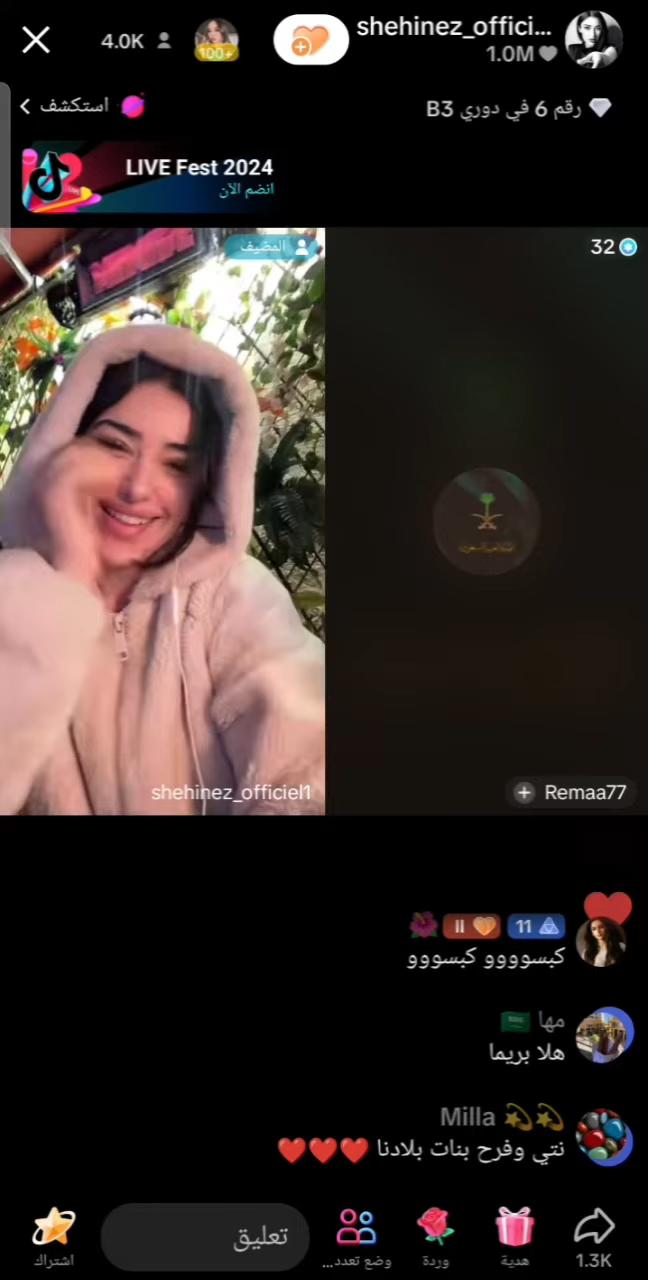 shehinez_offici...
1.0M
4.0K
100+
رقم 6 في دوري B3
استكشف
LIVE Fest 2024
انضم الآن
المضيف
32
shehinez_officiel1
Remaa77
11
II
كبسوووو كبسووو
مها
هلا بريما
Milla
نتي وفرح بنات بلادنا
1.3K
هدية
وردة
وضع تعدد...
تعليق
اشتراك